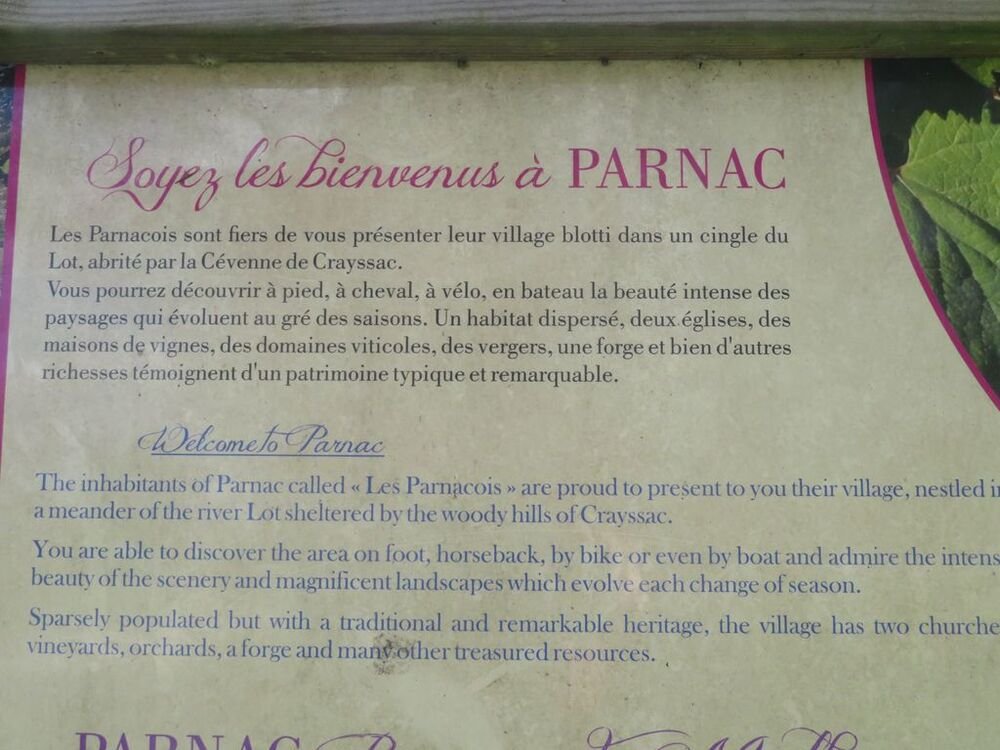 Soyez les bienvenus à PARNAC
Les Parnacois sont fiers de vous présenter leur village blotti dans un cingle du
Lot, abrité par la Cévenne de Crayssac.
Vous pourrez découvrir à pied, à cheval, à vélo, en bateau la beauté intense des
paysages qui évoluent au gré des saisons. Un habitat dispersé, deux églises, des
maisons de vignes, des domaines viticoles, des vergers, une forge et bien d'autres
richesses témoignent d'un patrimoine typique et remarquable.
Welcome to Parnac
The inhabitants of Parnac called « Les Parnacois » are proud to present to you their village, nestled
a meander of the river Lot sheltered by the woody hills of Crayssac.
You are able to discover the area on foot, horseback, by bike or even by boat and admire the intens
beauty of the scenery and magnificent landscapes which evolve each change of season.
Sparsely populated but with a traditional and remarkable heritage, the village has two churche
vineyards, orchards, a forge and many other treasured resources.
PARNAC